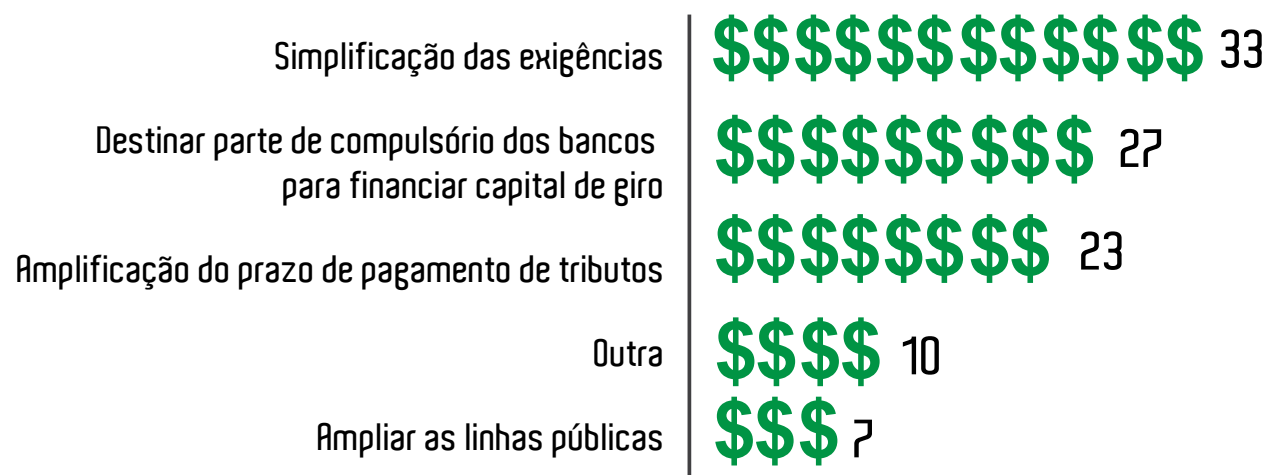 Simplificação das exigências $$$$$$$$$$$$ 33
Destinar parte de compulsório dos bancos
para financiar capital de giro $$$$$$$$$ 27
Amplificação do prazo de pagamento de tributos $$$$$$$$ 23
Outra $$$$ 10
Ampliar as linhas públicas $$$ 7